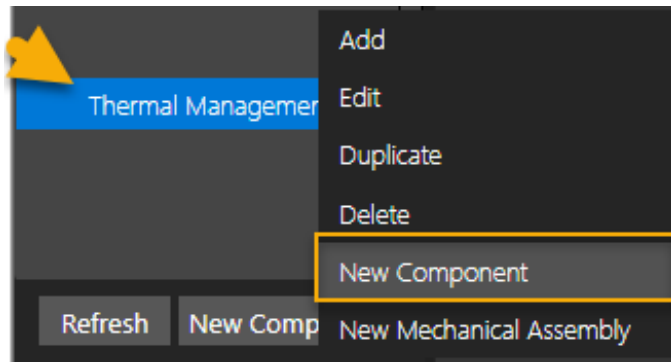 Add
Thermal Managemen
Edit
Duplicate
Delete
New Component
Refresh
New Comp
New Mechanical Assembly